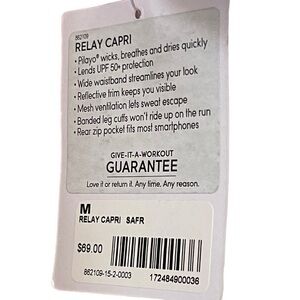 862109
RELAY CAPRI
• Pilayo® wicks, breathes and dries quickly
• Lends UPF 50+ protection
• Wide waistband streamlines your look
• Reflective trim keeps you visible
• Mesh ventilation lets sweat escape
• Banded leg cuffs won't ride up on the run
• Rear zip pocket fits most smartphones
GIVE-IT-A-WORKOUT
GUARANTEE
Love it or return it. Any time. Any reason.
M
RELAY CAPRI SAFR
$69.00
862109-15-2-0003 172484900036